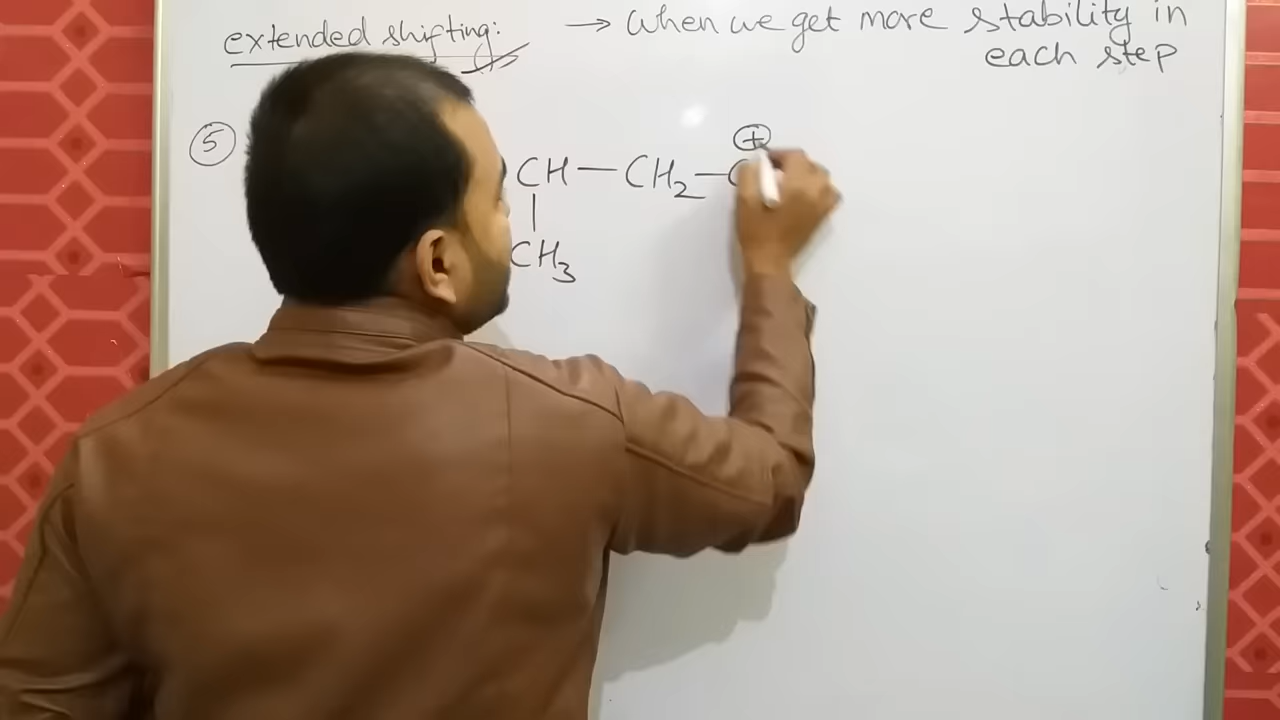 extended shifting: → When we get more stability in
each step
5
⊕
CH — CH₂ — C
|
CH₃